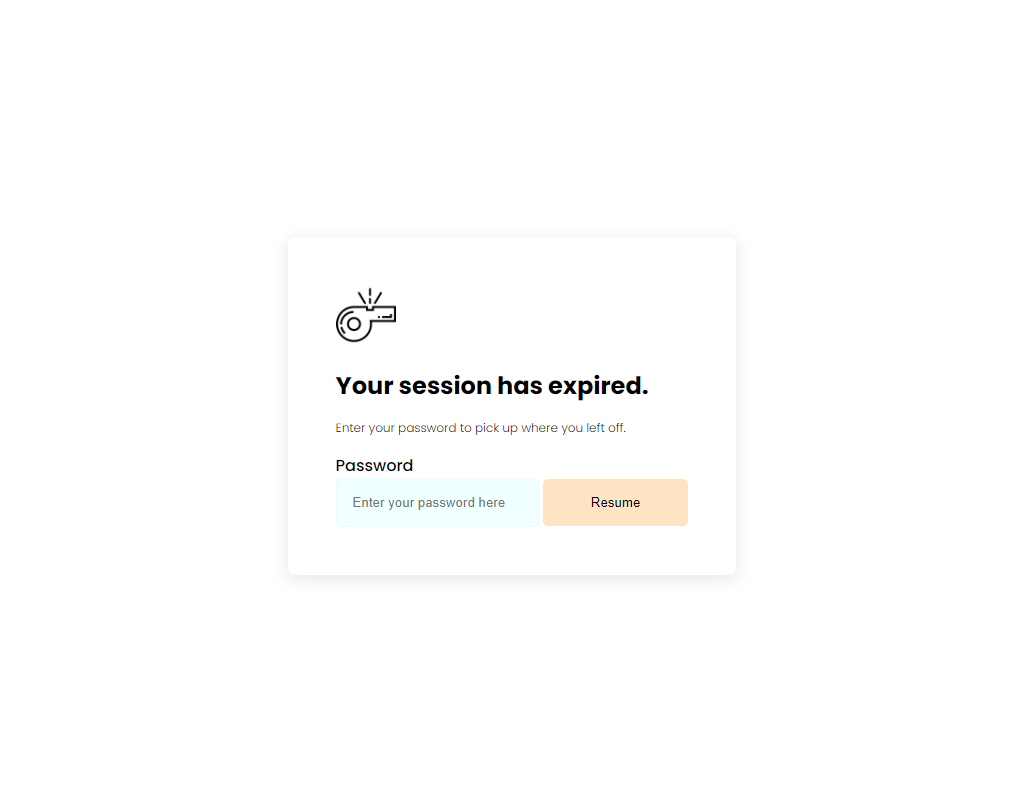 Your session has expired.
Enter your password to pick up where you left off.
Password
Enter your password here
Resume